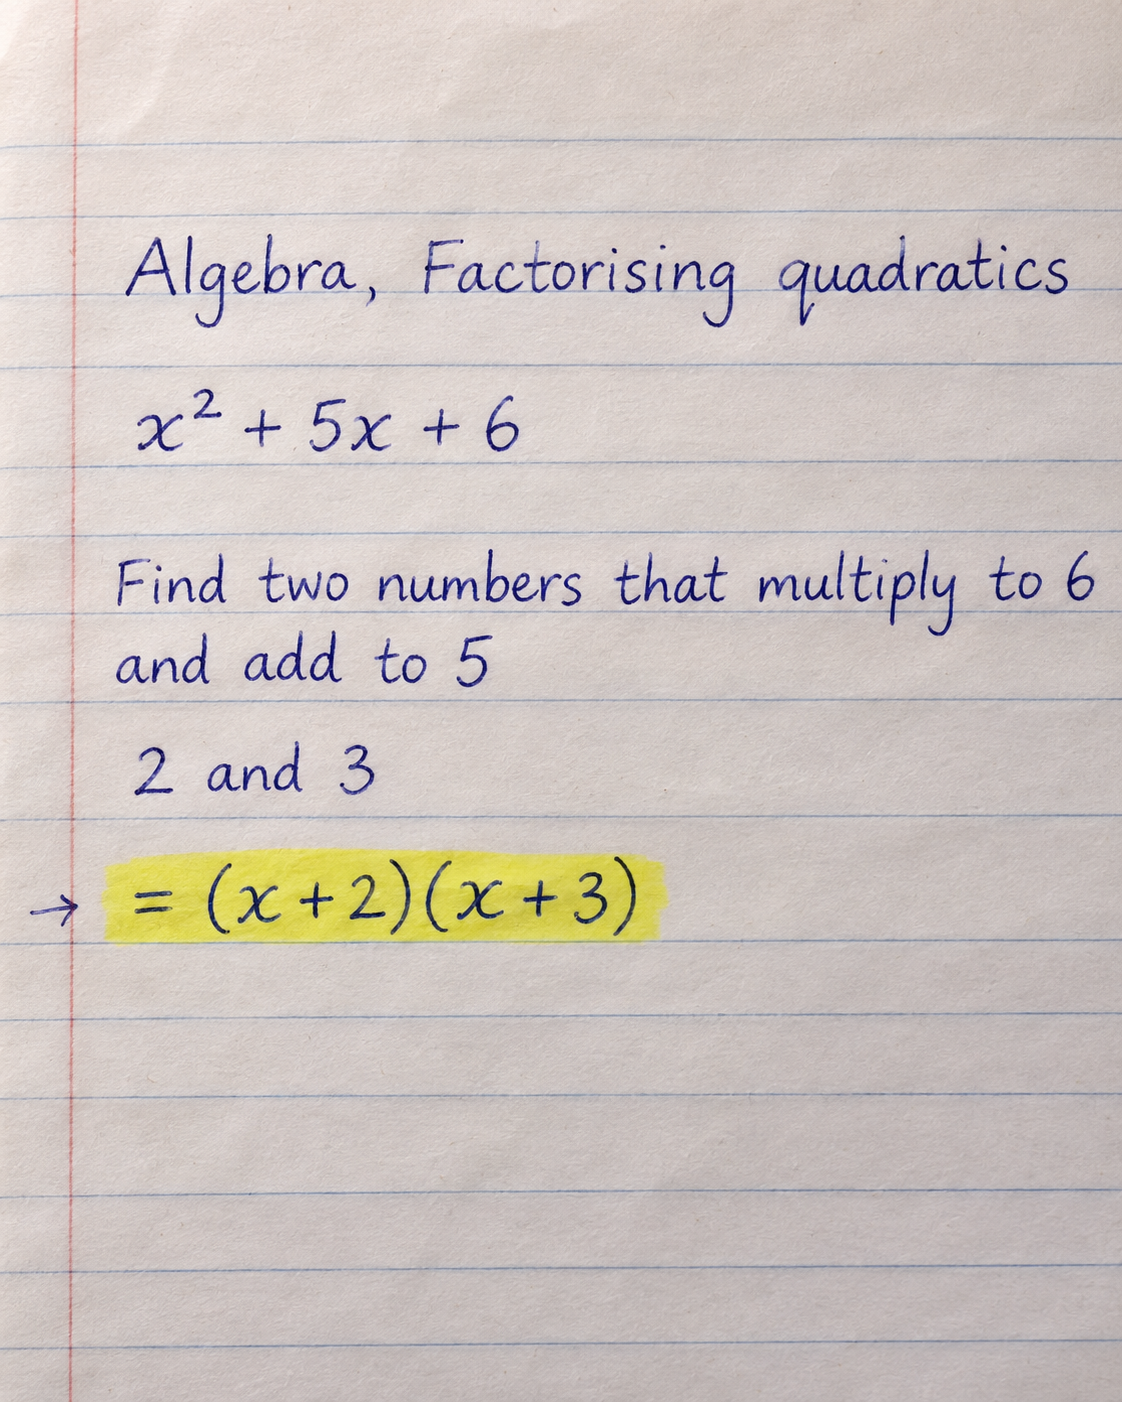 Algebra, Factorising quadratics
x² + 5x + 6
Find two numbers that multiply to 6
and add to 5
2 and 3
→ = (x + 2)(x + 3)